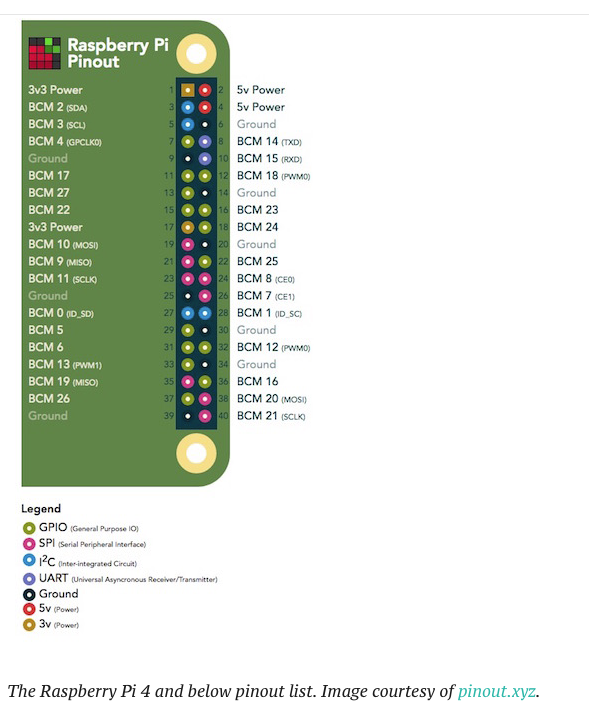 Raspberry Pi
Pinout
3v3 Power 1 2 5v Power
BCM 2 (SDA) 3 4 5v Power
BCM 3 (SCL) 5 6 Ground
BCM 4 (GPCLK0) 7 8 BCM 14 (TXD)
Ground 9 10 BCM 15 (RXD)
BCM 17 11 12 BCM 18 (PWM0)
BCM 27 13 14 Ground
BCM 22 15 16 BCM 23
3v3 Power 17 18 BCM 24
BCM 10 (MOSI) 19 20 Ground
BCM 9 (MISO) 21 22 BCM 25
BCM 11 (SCLK) 23 24 BCM 8 (CE0)
Ground 25 26 BCM 7 (CE1)
BCM 0 (ID_SD) 27 28 BCM 1 (ID_SC)
BCM 5 29 30 Ground
BCM 6 31 32 BCM 12 (PWM0)
BCM 13 (PWM1) 33 34 Ground
BCM 19 (MISO) 35 36 BCM 16
BCM 26 37 38 BCM 20 (MOSI)
Ground 39 40 BCM 21 (SCLK)
Legend
GPIO (General Purpose IO)
SPI (Serial Peripheral Interface)
I²C (Inter-integrated Circuit)
UART (Universal Asyncronous Receiver/Transmitter)
Ground
5v (Power)
3v (Power)
The Raspberry Pi 4 and below pinout list. Image courtesy of pinout.xyz.